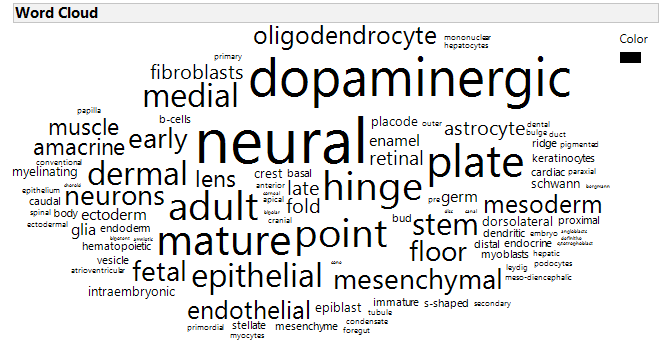 Word Cloud
Color
oligodendrocyte
mononuclear
hepatocytes
primary
fibroblasts
dopaminergic
medial
papilla
b-cells
muscle
early
neural
placode outer
astrocyte
dental
bulge duct
enamel
ridge pigmented
amacrine
conventional
retinal
plate
keratinocytes
myelinating
dermal
lens
crest basal
hinge
cardiac paraxial
schwann
epithelium
anterior
late
caudal
neurons
adult
apical
fold
pre germ
mesoderm
spinal body
ectoderm
cranial
bud
stem
dorsolateral proximal
ectodermal
glia endoderm
mature
point
dendritic embryo
hematopoietic
floor
distal endocrine
myoblasts hepatic
vesicle
atrioventricular
fetal
epithelial
mesenchymal
leydig podocytes
meso-diencephalic
intraembryonic
endothelial
epiblast
immature s-shaped secondary
tubule
primordial stellate mesenchyme condensate
myocytes
foregut